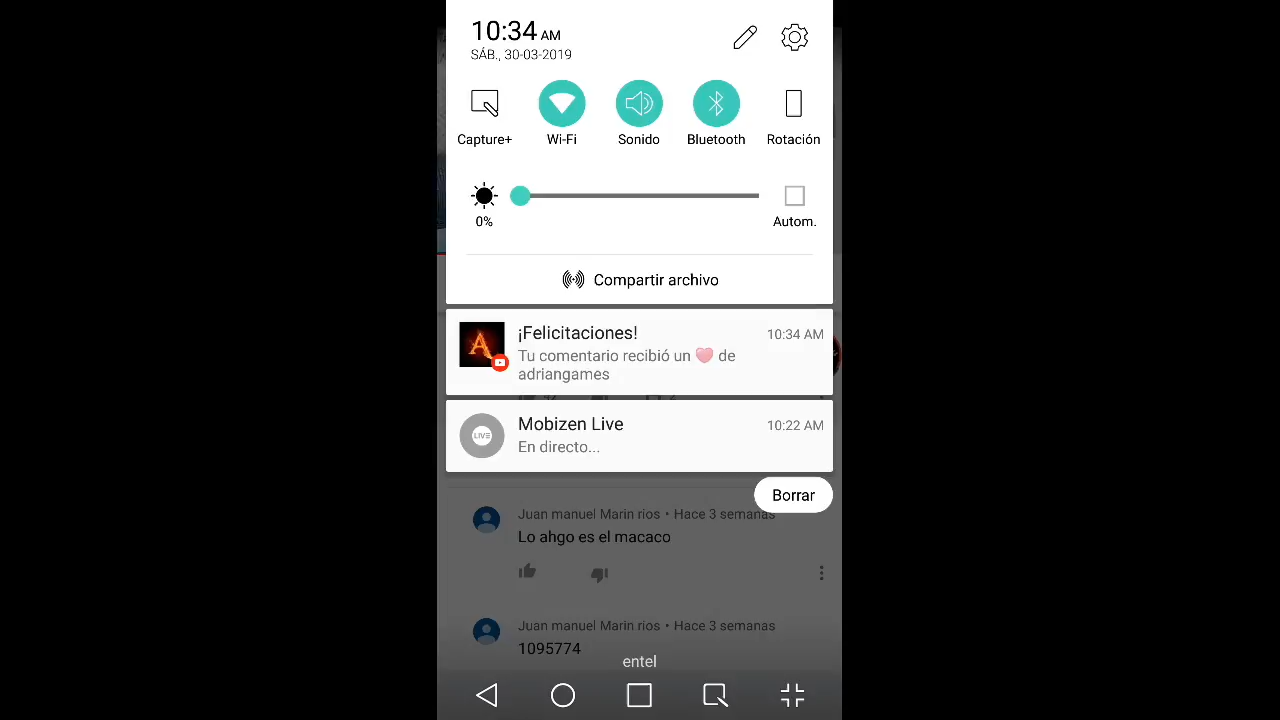 10:34 AM
SÁB., 30-03-2019
Capture+ Wi-Fi Sonido Bluetooth Rotación
0% Autom.
Compartir archivo
A
¡Felicitaciones! 10:34 AM
Tu comentario recibió un 🩷 de
adriangames
Mobizen Live 10:22 AM
LIVE
En directo...
Borrar
Juan manuel Marin rios • Hace 3 semanas
Lo ahgo es el macaco
Juan manuel Marin rios • Hace 3 semanas
1095774
entel